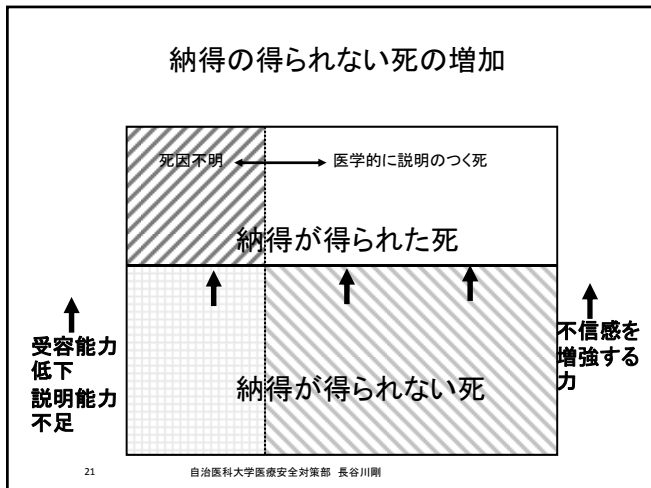 納得の得られない死の増加
死因不明
医学的に説明のつく死
納得が得られた死
受容能力
低下
説明能力
不足
不信感を
増強する
力
納得が得られない死
21
自治医科大学医療安全対策部 長谷川剛